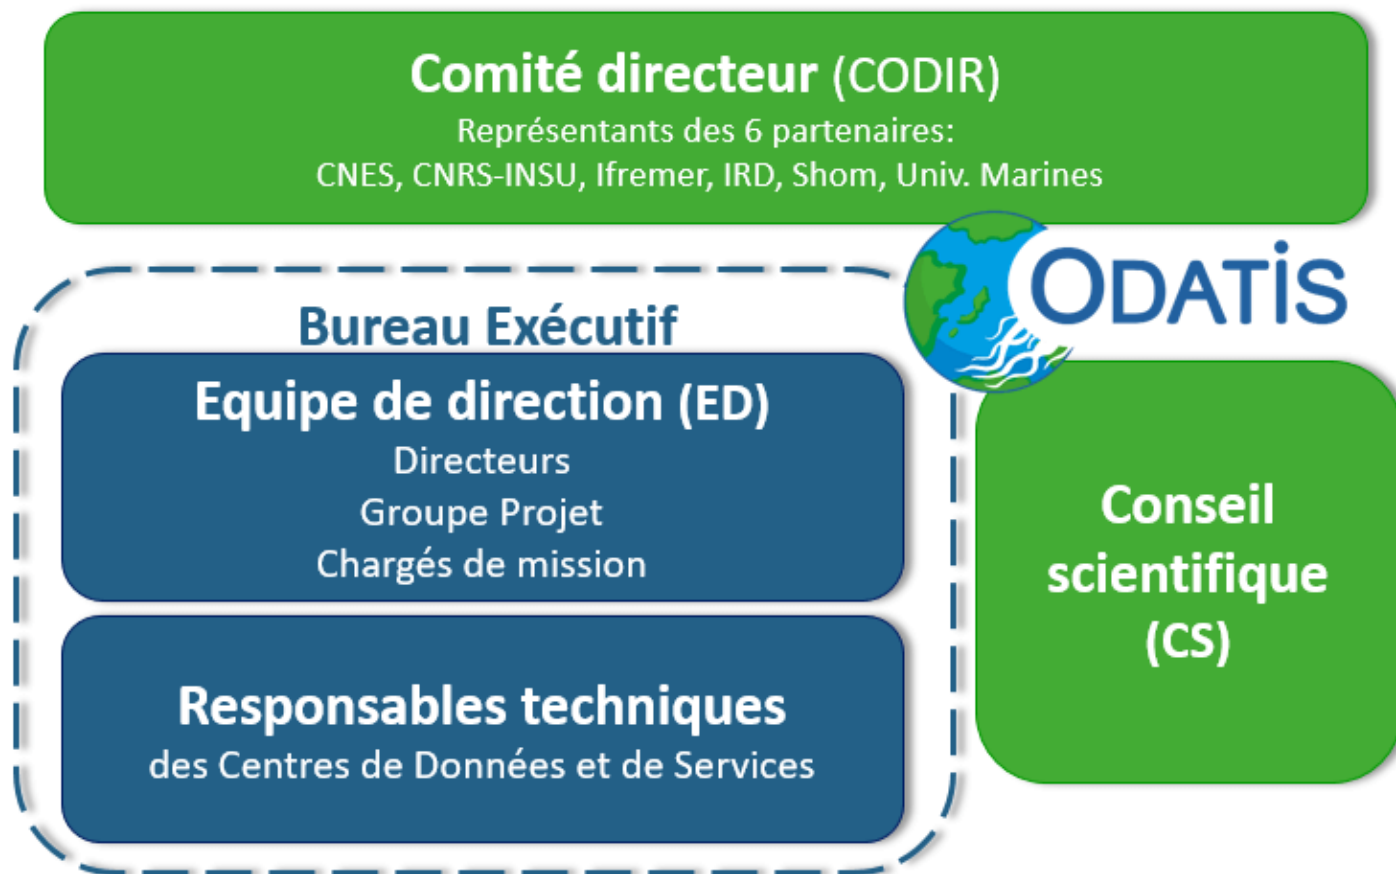 Comité directeur (CODIR)
Représentants des 6 partenaires:
CNES, CNRS-INSU, Ifremer, IRD, Shom, Univ. Marines
ODATiS
Bureau Exécutif
Equipe de direction (ED)
Directeurs
Groupe Projet
Chargés de mission
Responsables techniques
des Centres de Données et de Services
Conseil
scientifique
(CS)